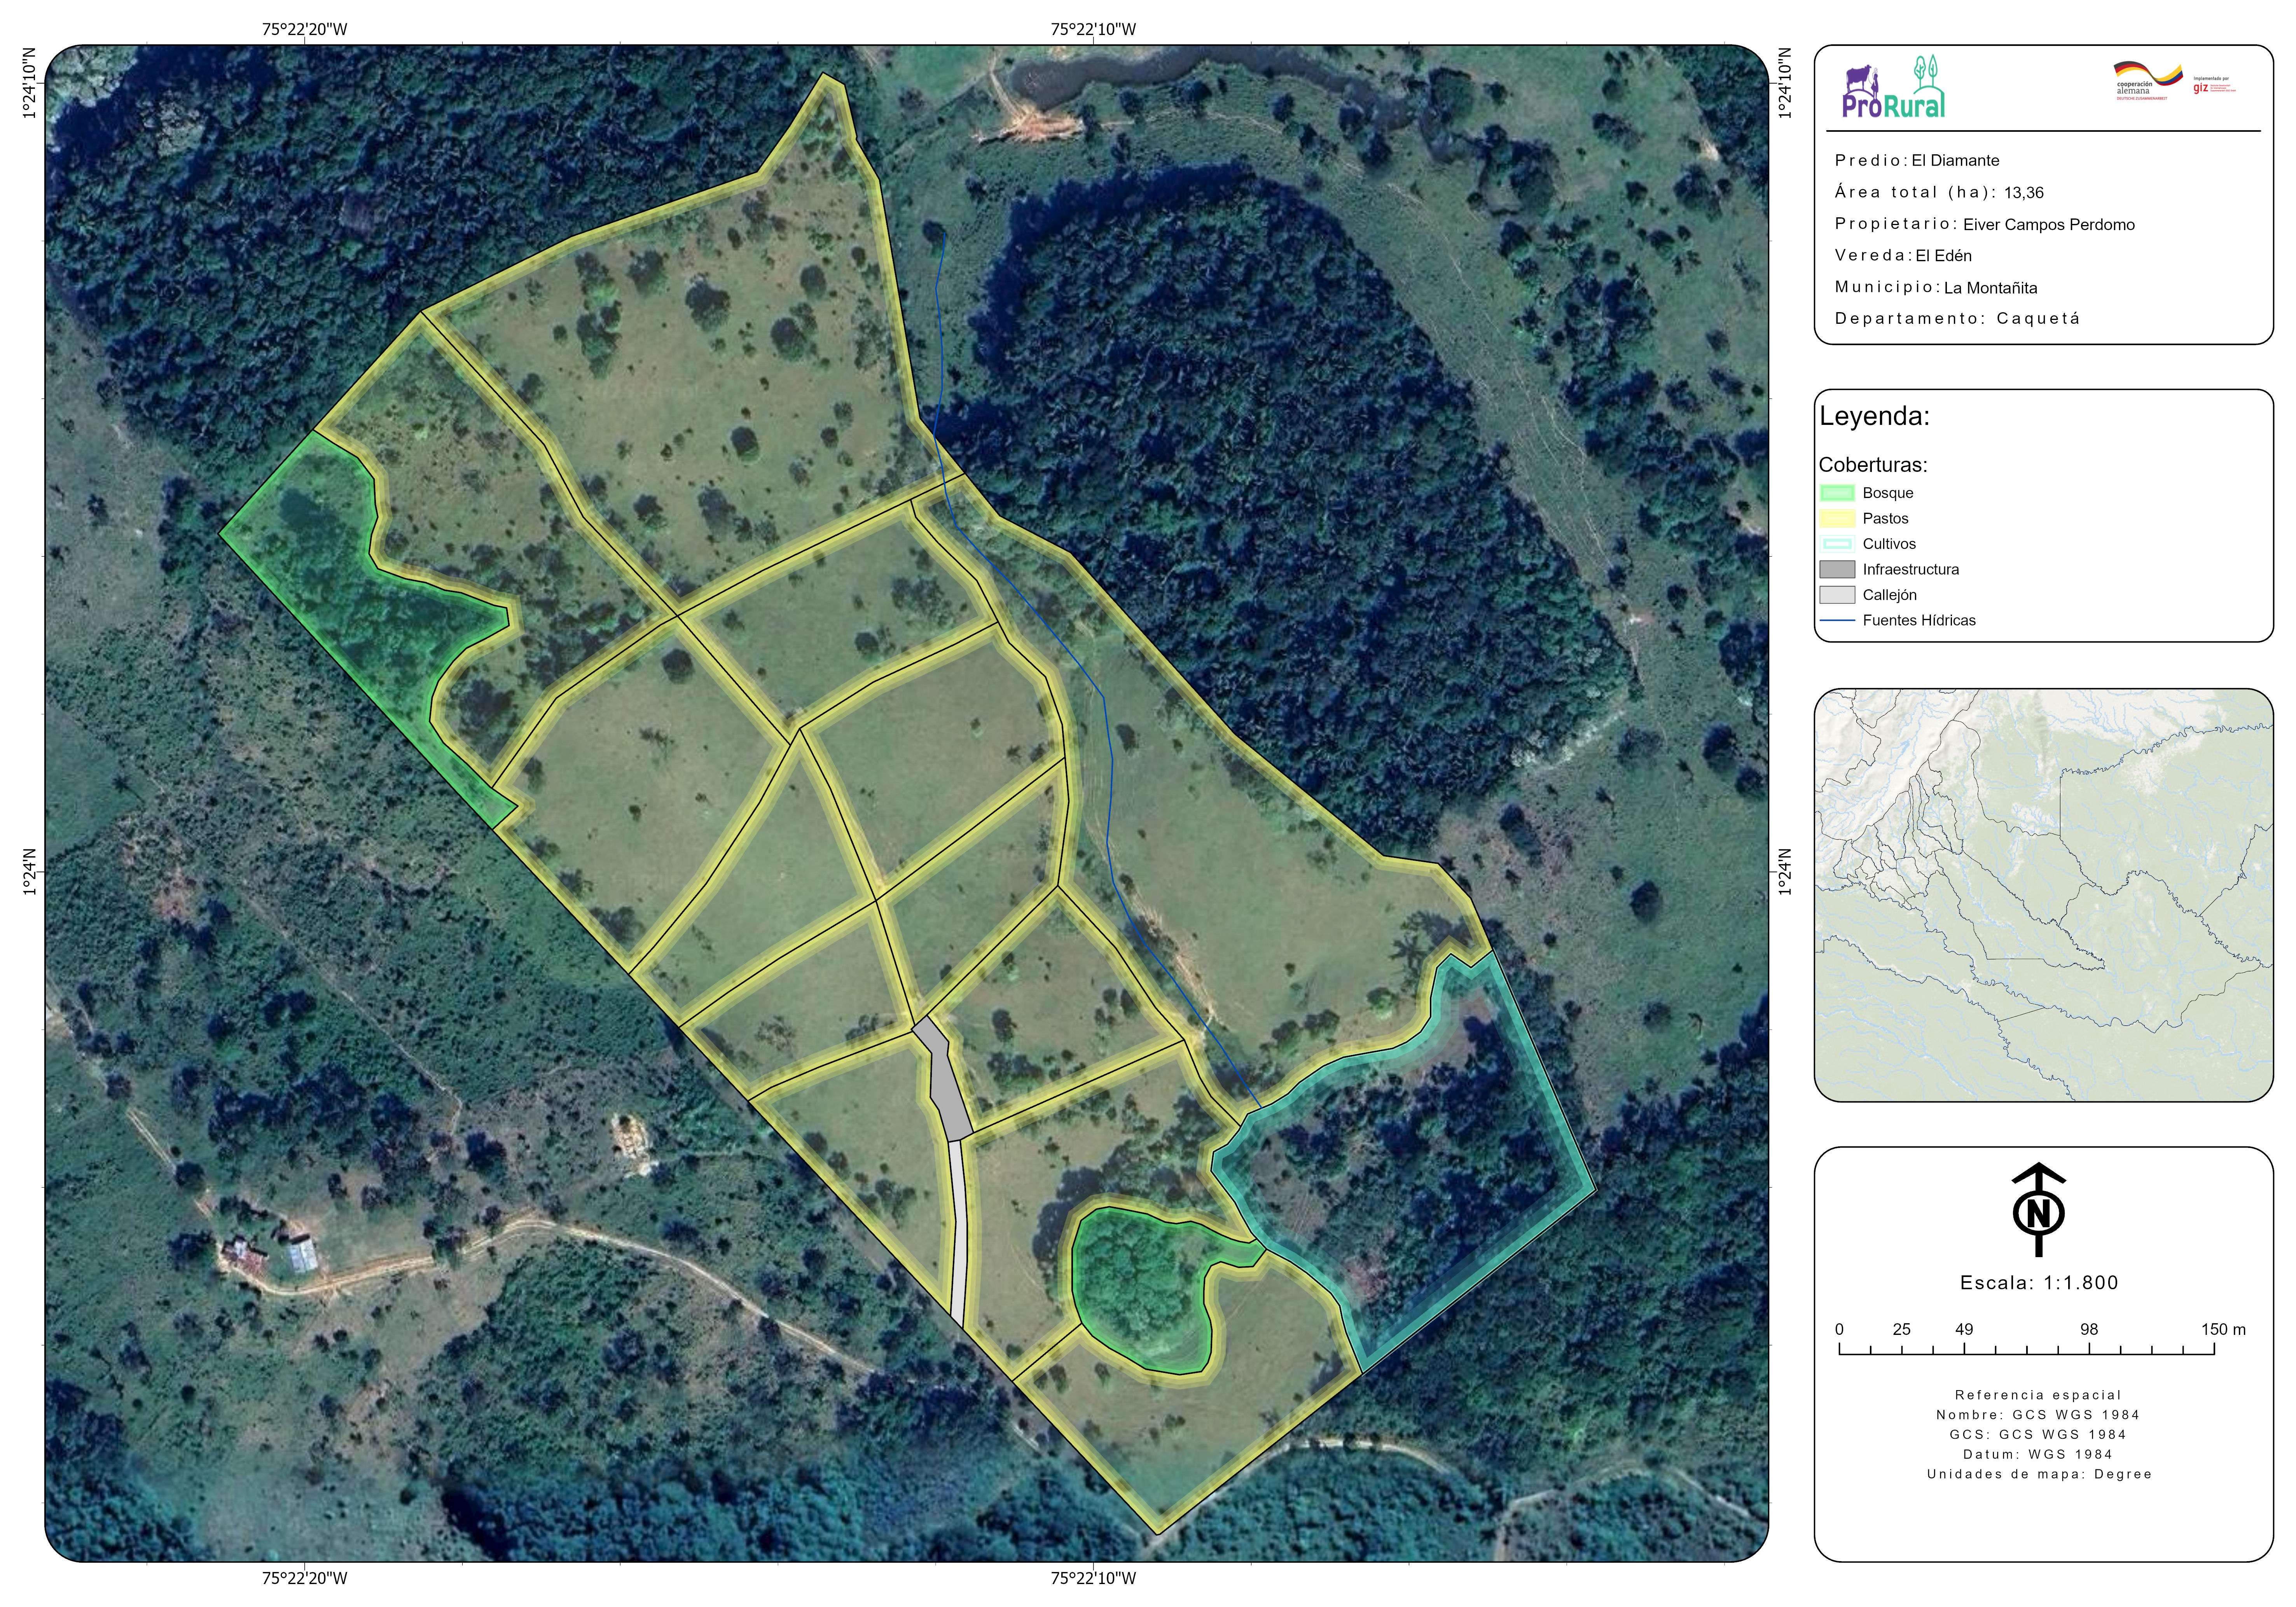 75°22'20"W
75°22'10"W
1°24'10"N
1°24'10"N
1°24'N
1°24'N
75°22'20"W
75°22'10"W
ProRural
cooperación
alemana
DEUTSCHE ZUSAMMENARBEIT
Implementada por
giz
Predio: El Diamante
Área total (ha): 13,36
Propietario: Eiver Campos Perdomo
Vereda: El Edén
Municipio: La Montañita
Departamento: Caquetá
Leyenda:
Coberturas:
Bosque
Pastos
Cultivos
Infraestructura
Callejón
Fuentes Hídricas
N
Escala: 1:1.800
0 25 49 98 150 m
Referencia espacial
Nombre: GCS WGS 1984
GCS: GCS WGS 1984
Datum: WGS 1984
Unidades de mapa: Degree